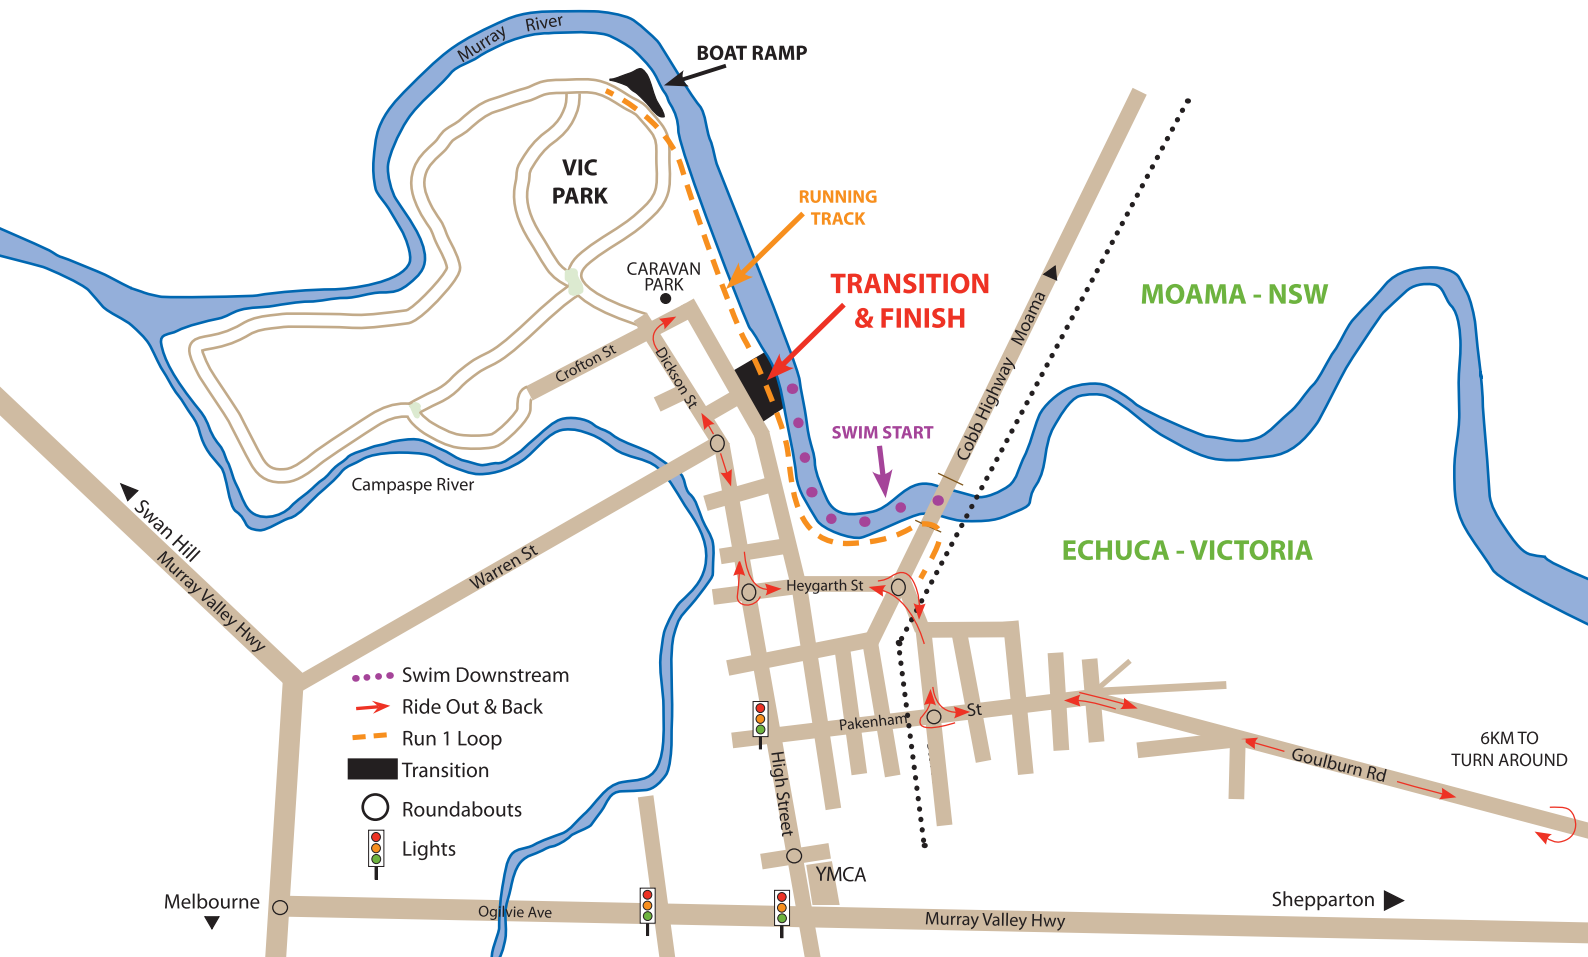 Murray River
BOAT RAMP
VIC
PARK
RUNNING
TRACK
CARAVAN
PARK
TRANSITION
& FINISH
MOAMA - NSW
Cobb Highway Moama
Crofton St
Dickson St
SWIM START
Campaspe River
Swan Hill
Murray Valley Hwy
Warren St
ECHUCA - VICTORIA
Heygarth St
Swim Downstream
Ride Out & Back
Run 1 Loop
Transition
Roundabouts
Lights
Pakenham St
High Street
Goulburn Rd
6KM TO
TURN AROUND
YMCA
Melbourne
Ogilvie Ave
Murray Valley Hwy
Shepparton